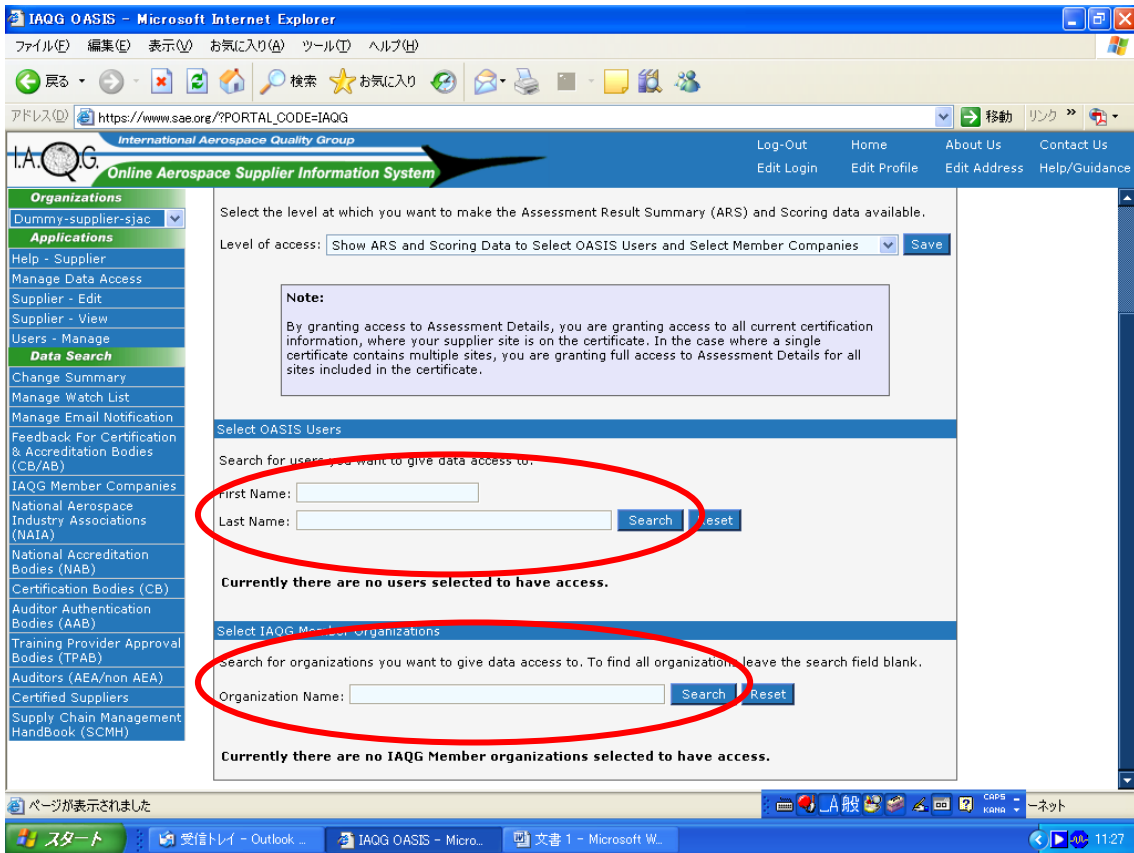 IAQG OASIS - Microsoft Internet Explorer
ファイル(F) 編集(E) 表示(V) お気に入り(A) ツール(T) ヘルプ(H)
戻る 検索 お気に入り
アドレス(D) https://www.sae.org/?PORTAL_CODE=IAQG 移動 リンク »
International Aerospace Quality Group
I.A.Q.G.
Online Aerospace Supplier Information System
Log-Out Home About Us Contact Us
Edit Login Edit Profile Edit Address Help/Guidance
Organizations
Dummy-supplier-sjac
Applications
Help - Supplier
Manage Data Access
Supplier - Edit
Supplier - View
Users - Manage
Data Search
Change Summary
Manage Watch List
Manage Email Notification
Feedback For Certification
& Accreditation Bodies
(CB/AB)
IAQG Member Companies
National Aerospace
Industry Associations
(NAIA)
National Accreditation
Bodies (NAB)
Certification Bodies (CB)
Auditor Authentication
Bodies (AAB)
Training Provider Approval
Bodies (TPAB)
Auditors (AEA/non AEA)
Certified Suppliers
Supply Chain Management
HandBook (SCMH)
Select the level at which you want to make the Assessment Result Summary (ARS) and Scoring data available.
Level of access: Show ARS and Scoring Data to Select OASIS Users and Select Member Companies Save
Note:
By granting access to Assessment Details, you are granting access to all current certification
information, where your supplier site is on the certificate. In the case where a single
certificate contains multiple sites, you are granting full access to Assessment Details for all
sites included in the certificate.
Select OASIS Users
Search for users you want to give data access to.
First Name:
Last Name: Search Reset
Currently there are no users selected to have access.
Select IAQG Member Organizations
Search for organizations you want to give data access to. To find all organizations leave the search field blank.
Organization Name: Search Reset
Currently there are no IAQG Member organizations selected to have access.
ページが表示されました
_A 般 CAPS KANA ーネット
スタート 受信トレイ - Outlook ... IAQG OASIS - Micro... 文書 1 - Microsoft W... 11:27